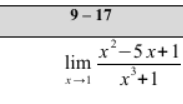 9 – 17
lim x→1 (x²−5x+1)/(x³+1)